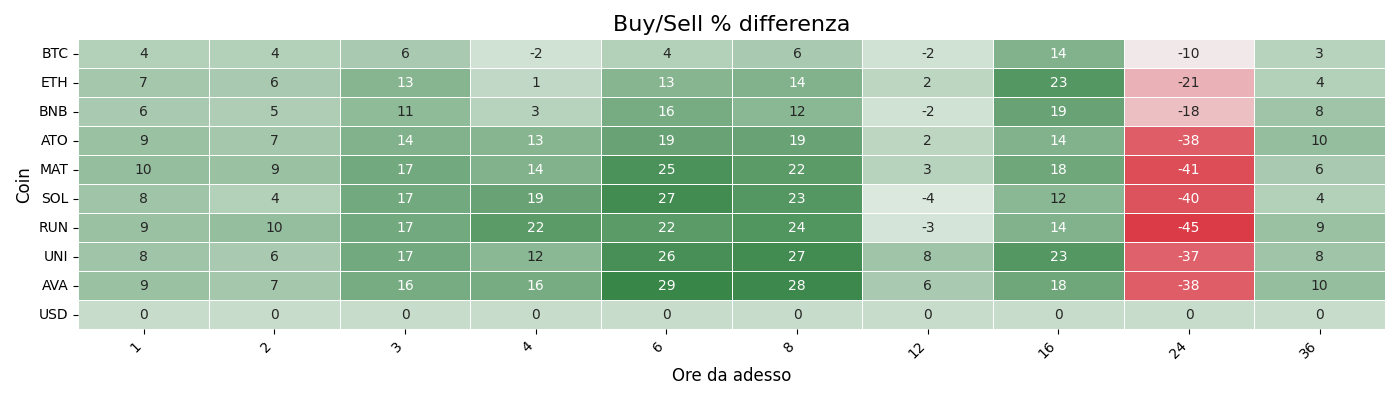 Buy/Sell % differenza
Coin
BTC 4 4 6 -2 4 6 -2 14 -10 3
ETH 7 6 13 1 13 14 2 23 -21 4
BNB 6 5 11 3 16 12 -2 19 -18 8
ATO 9 7 14 13 19 19 2 14 -38 10
MAT 10 9 17 14 25 22 3 18 -41 6
SOL 8 4 17 19 27 23 -4 12 -40 4
RUN 9 10 17 22 22 24 -3 14 -45 9
UNI 8 6 17 12 26 27 8 23 -37 8
AVA 9 7 16 16 29 28 6 18 -38 10
USD 0 0 0 0 0 0 0 0 0 0
1 2 3 4 6 8 12 16 24 36
Ore da adesso